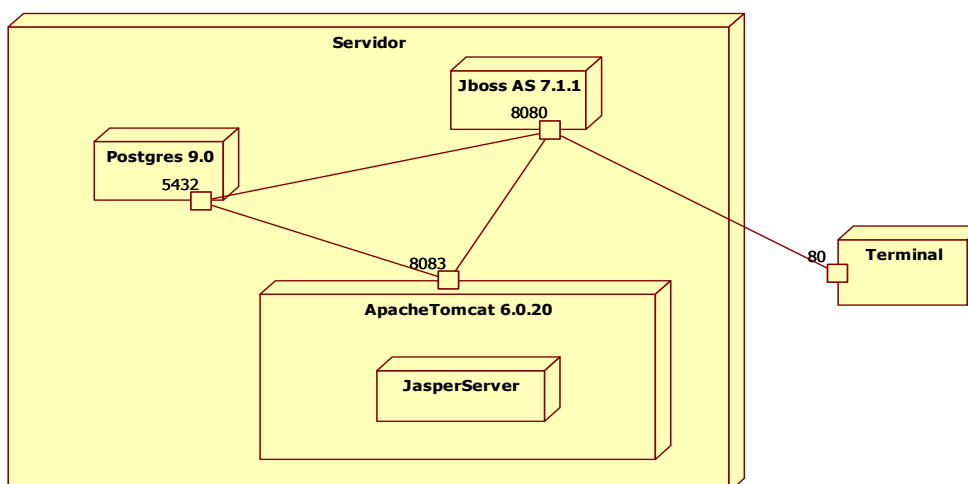 Servidor
Jboss AS 7.1.1
8080
Postgres 9.0
5432
8083
80
Terminal
ApacheTomcat 6.0.20
JasperServer